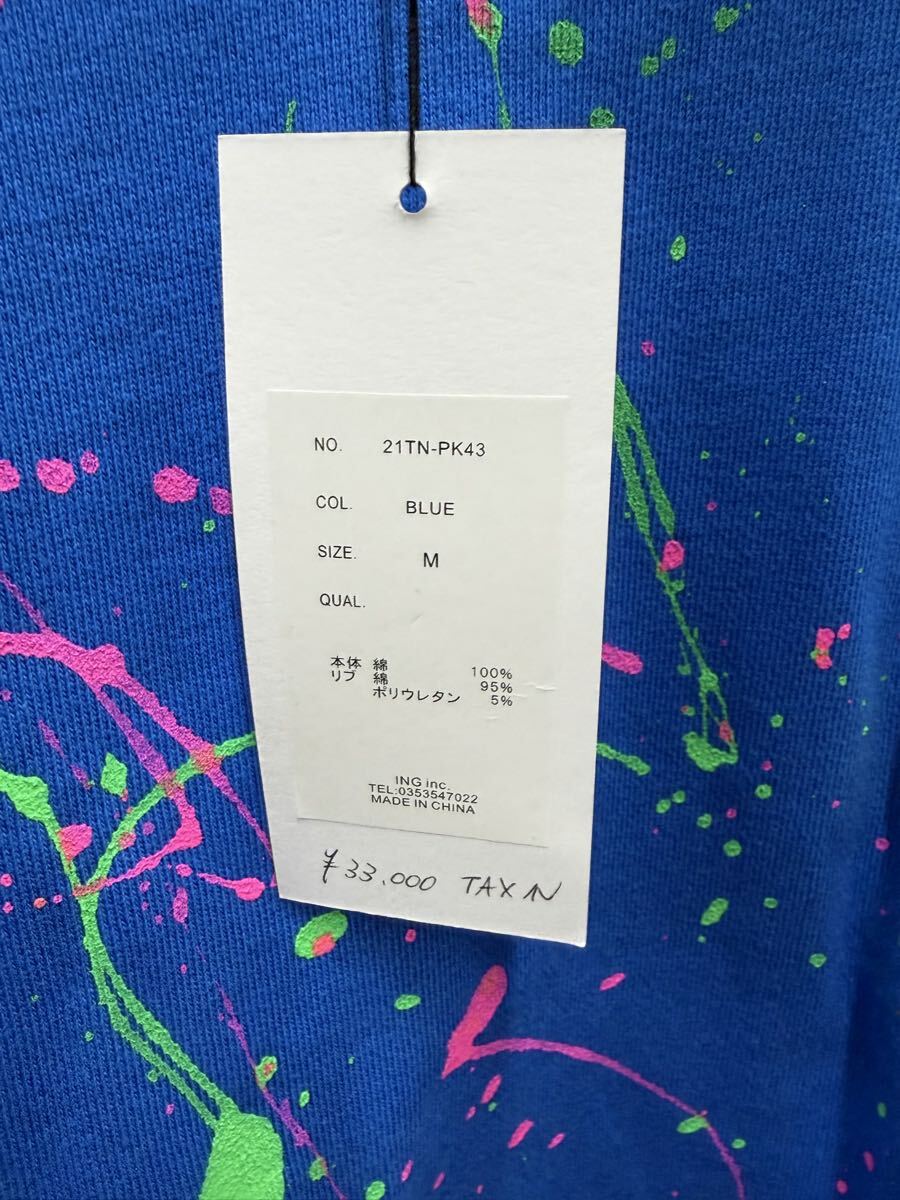 NO. 21TN-PK43
COL. BLUE
SIZE. M
QUAL.
本体 綿 100%
リブ 綿 95%
ポリウレタン 5%
ING inc.
TEL:0353547022
MADE IN CHINA
¥33,000 TAX IN